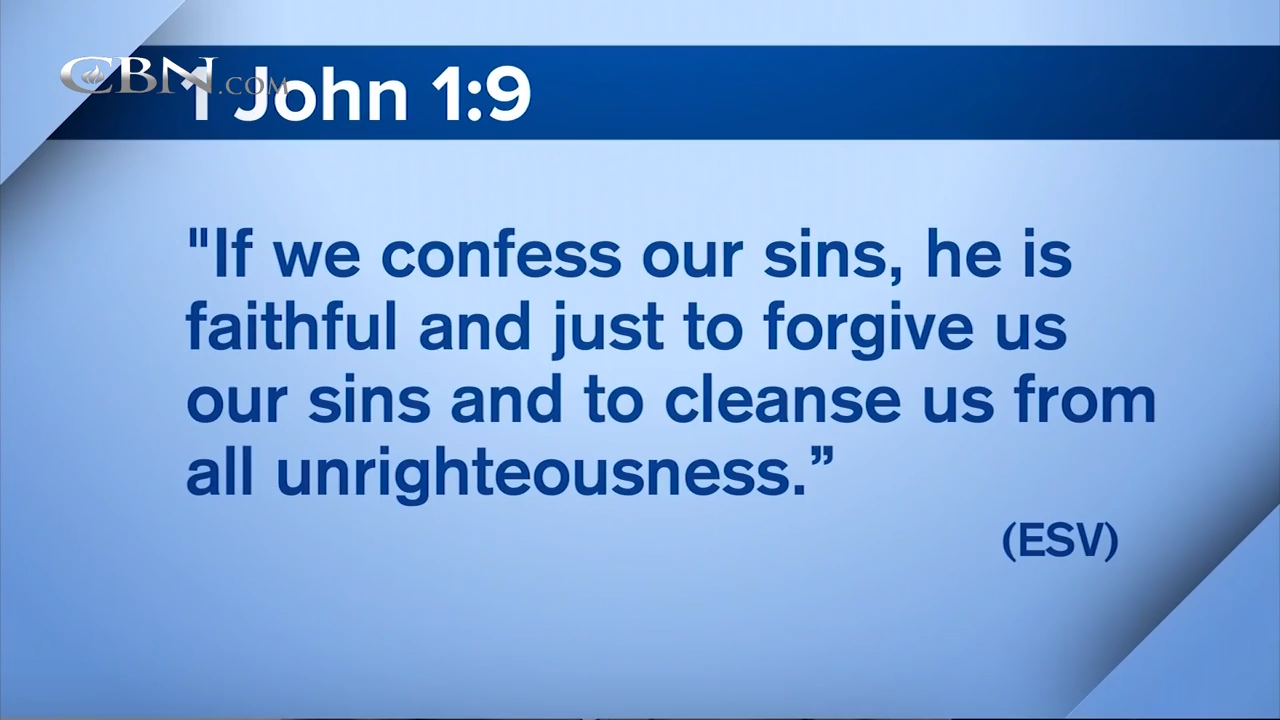 CBN.COM
1 John 1:9
"If we confess our sins, he is
faithful and just to forgive us
our sins and to cleanse us from
all unrighteousness.”
(ESV)